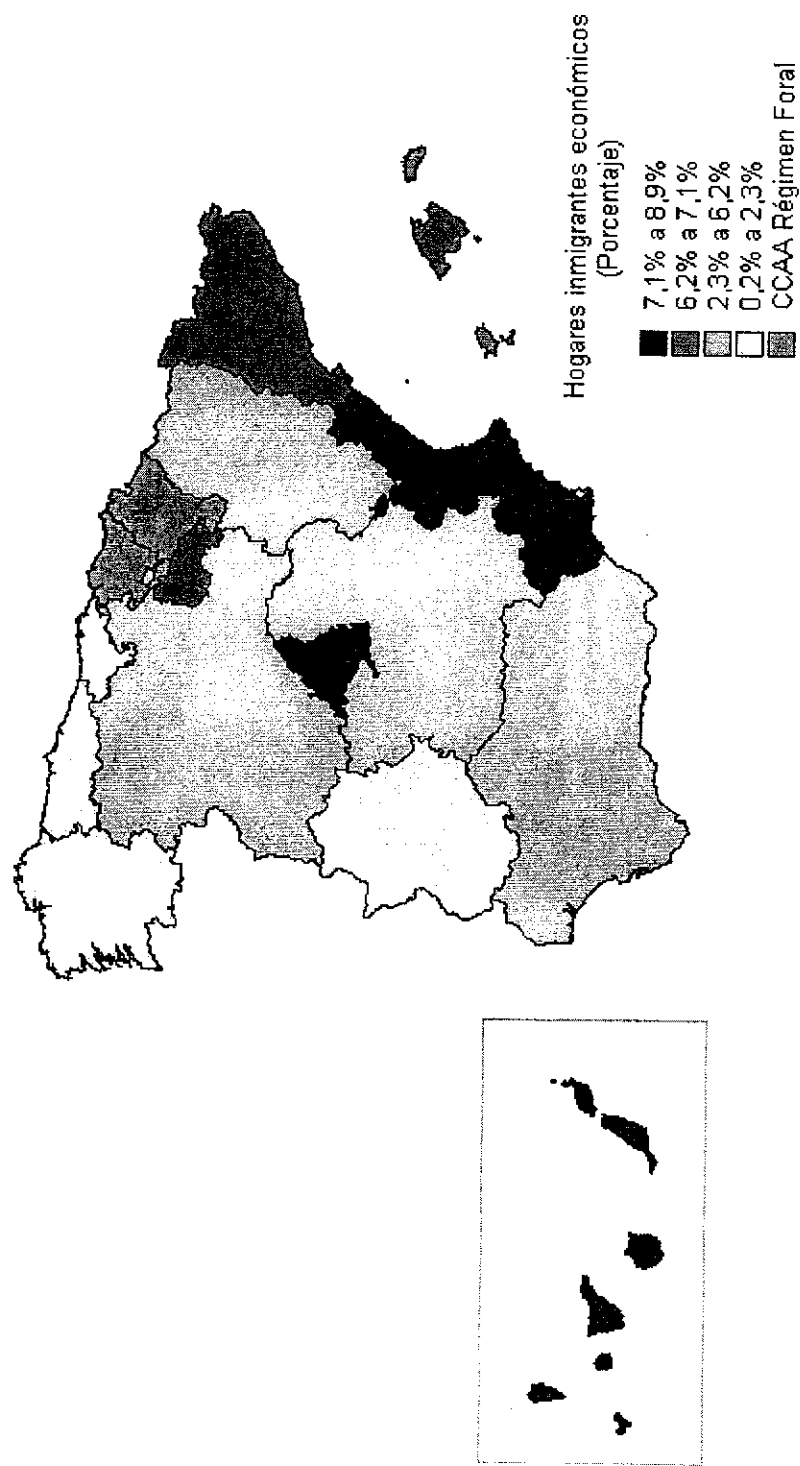 Hogares inmigrantes económicos
(Porcentaje)
7,1% a 8,9%
6,2% a 7,1%
2,3% a 6,2%
0,2% a 2,3%
CCAA Régimen Foral